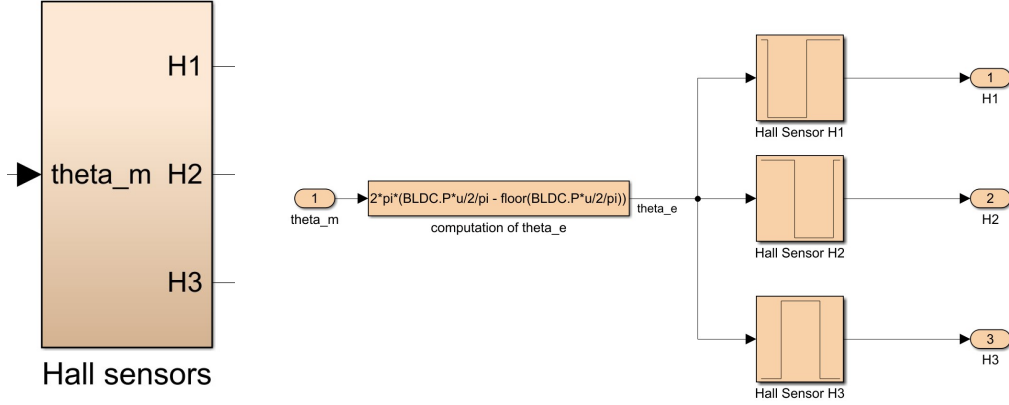 H1
theta_m H2
H3
Hall sensors
1
theta_m
2*pi*(BLDC.P*u/2/pi - floor(BLDC.P*u/2/pi))
computation of theta_e
theta_e
Hall Sensor H1
1
H1
Hall Sensor H2
2
H2
Hall Sensor H3
3
H3